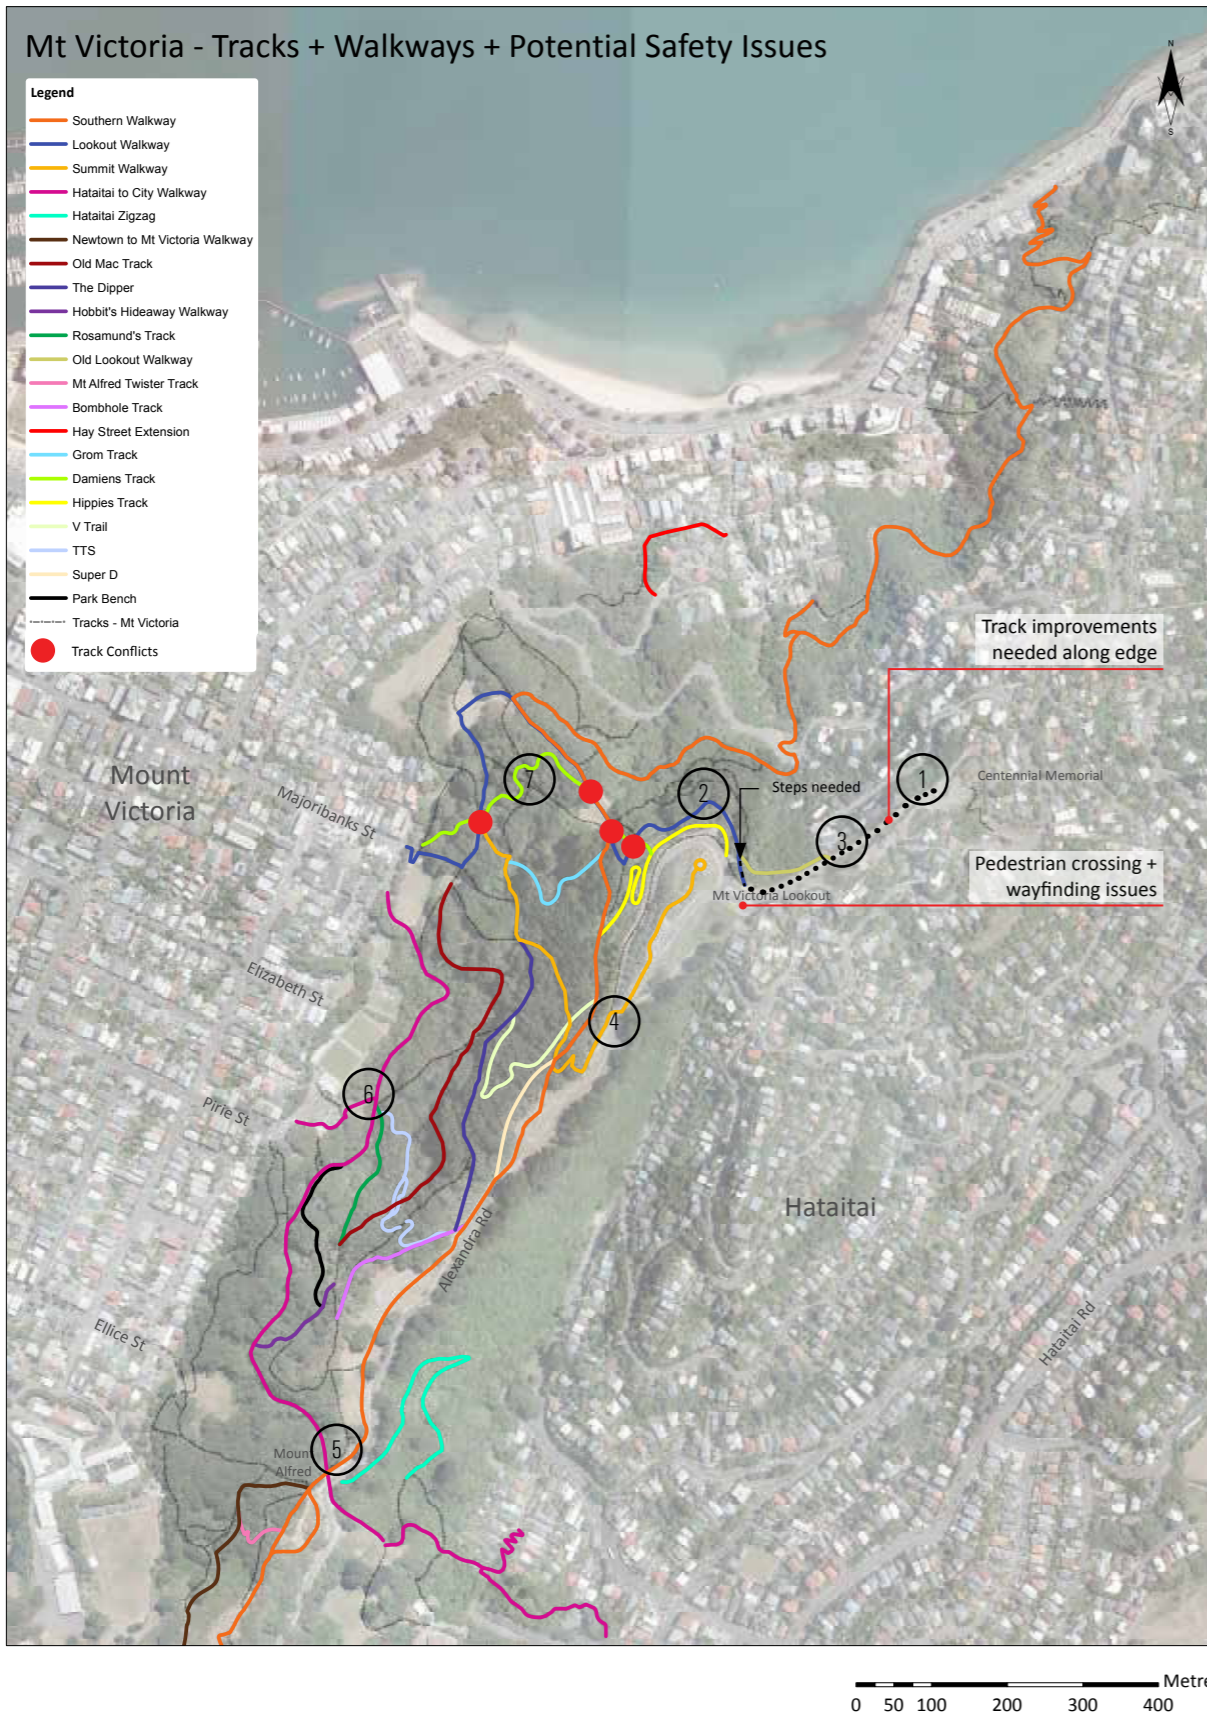 Mt Victoria - Tracks + Walkways + Potential Safety Issues
N
S
Legend
Southern Walkway
Lookout Walkway
Summit Walkway
Hataitai to City Walkway
Hataitai Zigzag
Newtown to Mt Victoria Walkway
Old Mac Track
The Dipper
Hobbit's Hideaway Walkway
Rosamund's Track
Old Lookout Walkway
Mt Alfred Twister Track
Bombhole Track
Hay Street Extension
Grom Track
Damiens Track
Hippies Track
V Trail
TTS
Super D
Park Bench
Tracks - Mt Victoria
Track Conflicts
Track improvements
needed along edge
Mount
Victoria
Majoribanks St
7
2
Steps needed
1
Centennial Memorial
3
Pedestrian crossing +
wayfinding issues
Mt Victoria Lookout
Elizabeth St
4
6
Pirie St
Hataitai
Alexandra Rd
Ellice St
Hataitai Rd
5
Mount
Alfred
Metre
0 50 100 200 300 400